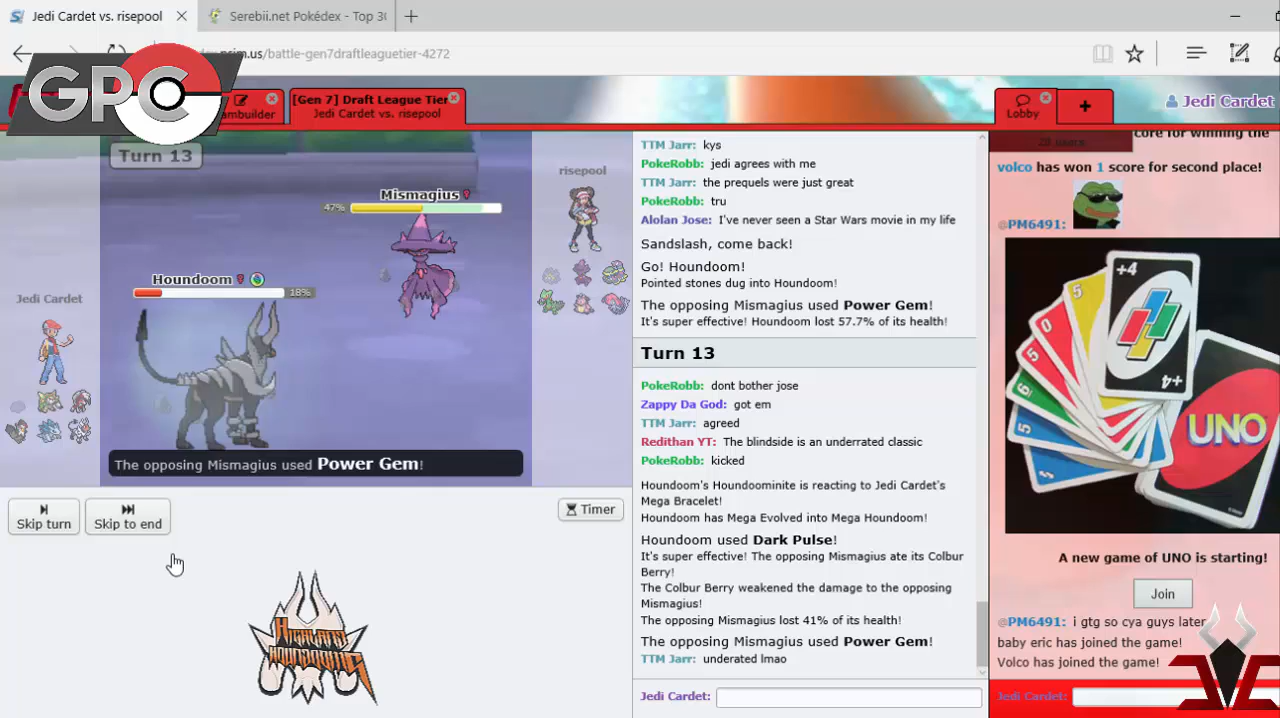 Jedi Cardet vs. risepool
Serebii.net Pokédex - Top 30
psim.us/battle-gen7draftleaguetier-4272
GPC
ambuilder
[Gen 7] Draft League Tier
Jedi Cardet vs. risepool
Lobby
Jedi Cardet
Turn 13
Mismagius
47%
Houndoom
18%
Jedi Cardet
risepool
The opposing Mismagius used Power Gem!
Skip turn
Skip to end
Timer
TTM Jarr: kys
PokeRobb: jedi agrees with me
TTM Jarr: the prequels were just great
PokeRobb: tru
Alolan Jose: I've never seen a Star Wars movie in my life
Sandslash, come back!
Go! Houndoom!
Pointed stones dug into Houndoom!
The opposing Mismagius used Power Gem!
It's super effective! Houndoom lost 57.7% of its health!
Turn 13
PokeRobb: dont bother jose
Zappy Da God: got em
TTM Jarr: agreed
Redithan YT: The blindside is an underrated classic
PokeRobb: kicked
Houndoom's Houndoominite is reacting to Jedi Cardet's
Mega Bracelet!
Houndoom has Mega Evolved into Mega Houndoom!
Houndoom used Dark Pulse!
It's super effective! The opposing Mismagius ate its Colbur
Berry!
The Colbur Berry weakened the damage to the opposing
Mismagius!
The opposing Mismagius lost 41% of its health!
The opposing Mismagius used Power Gem!
TTM Jarr: underated lmao
Jedi Cardet:
core for winning the
28 users
volco has won 1 score for second place!
@PM6491:
+4
UNO
A new game of UNO is starting!
Join
@PM6491: i gtg so cya guys later
baby eric has joined the game!
Volco has joined the game!
Jedi Cardet: